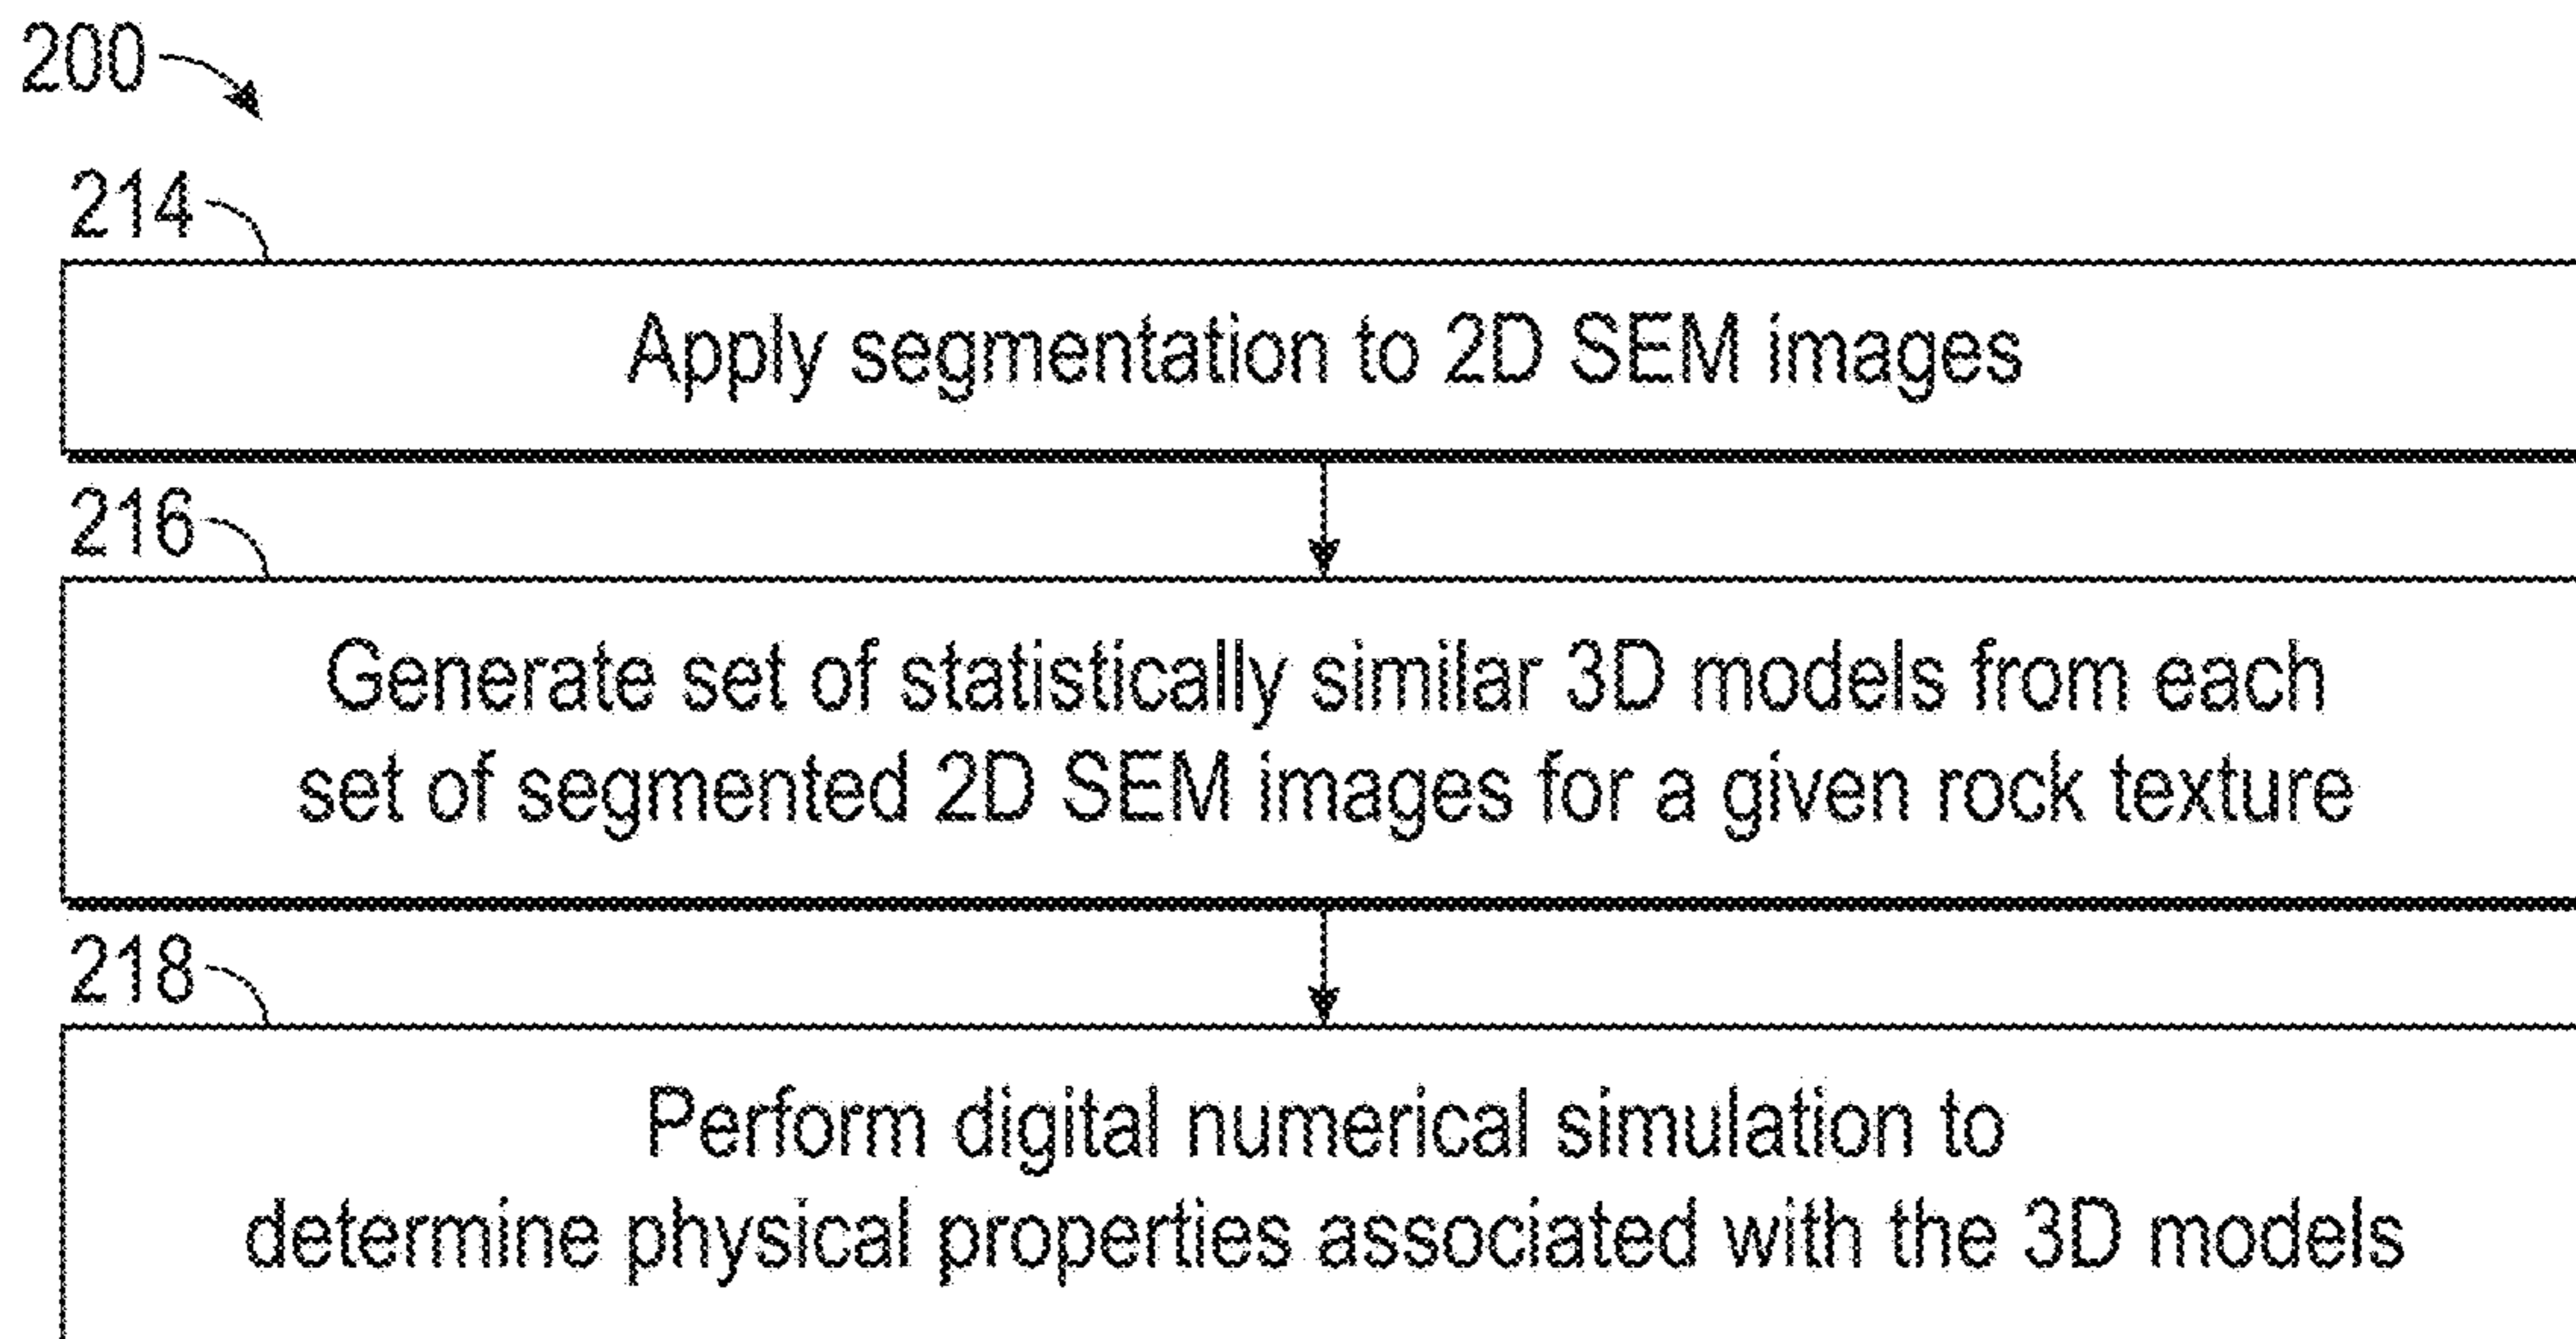 200
214
Apply segmentation to 2D SEM images
216
Generate set of statistically similar 3D models from each
set of segmented 2D SEM images for a given rock texture
218
Perform digital numerical simulation to
determine physical properties associated with the 3D models